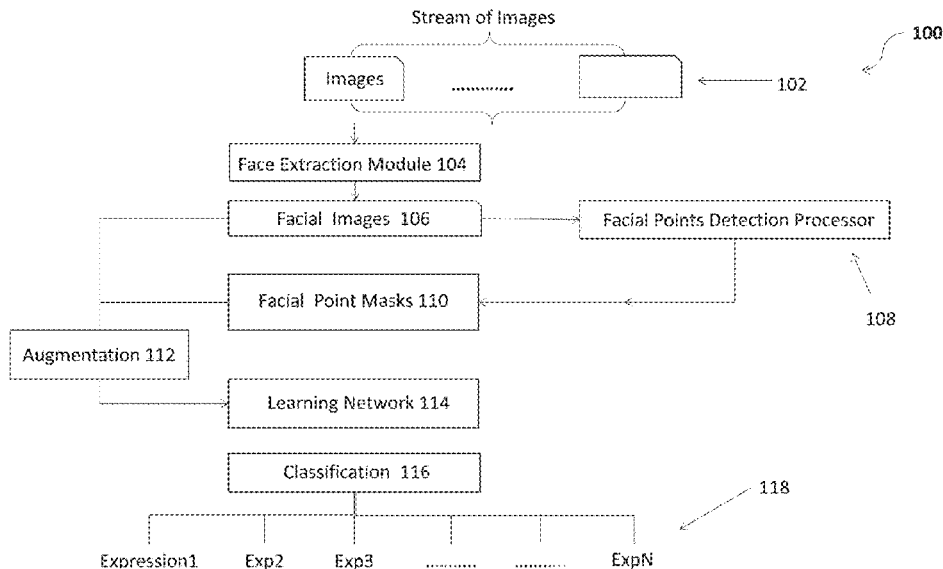 Stream of Images
100
Images
............
102
Face Extraction Module 104
Facial Images 106
Facial Points Detection Processor
Facial Point Masks 110
108
Augmentation 112
Learning Network 114
Classification 116
118
Expression1 Exp2 Exp3 .......... .......... ExpN